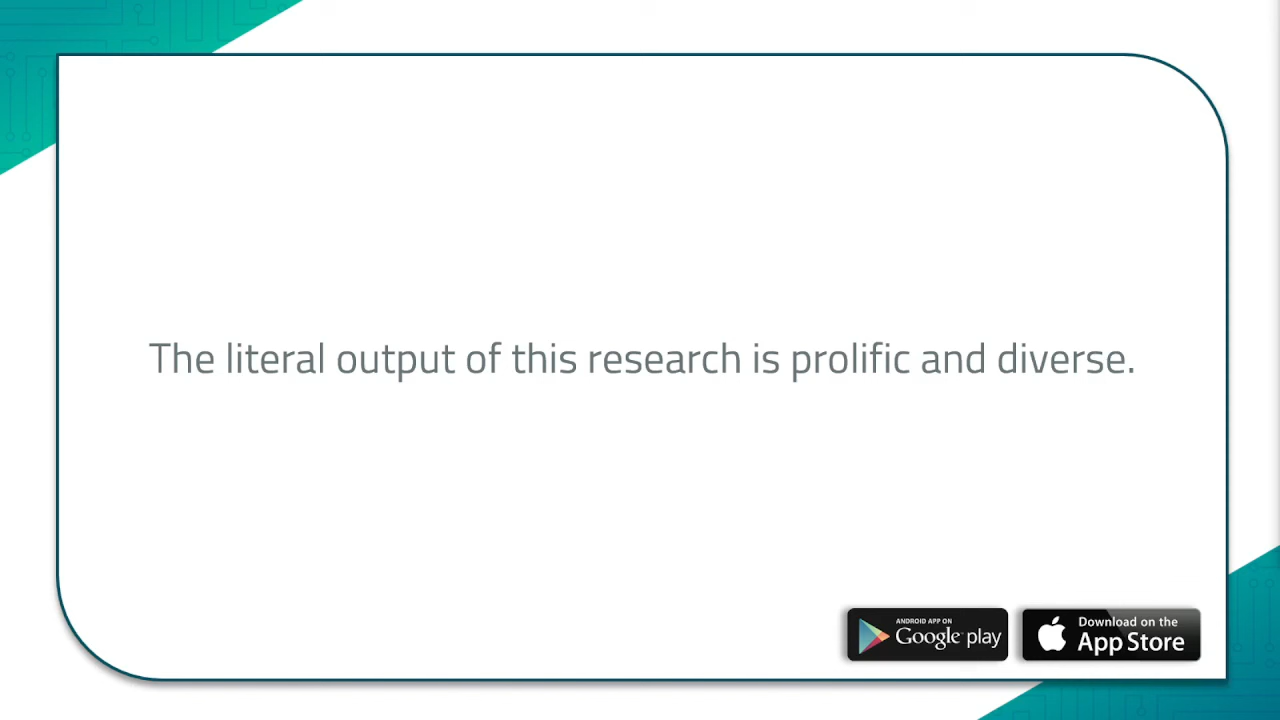 The literal output of this research is prolific and diverse.
ANDROID APP ON
Google play
Download on the
App Store